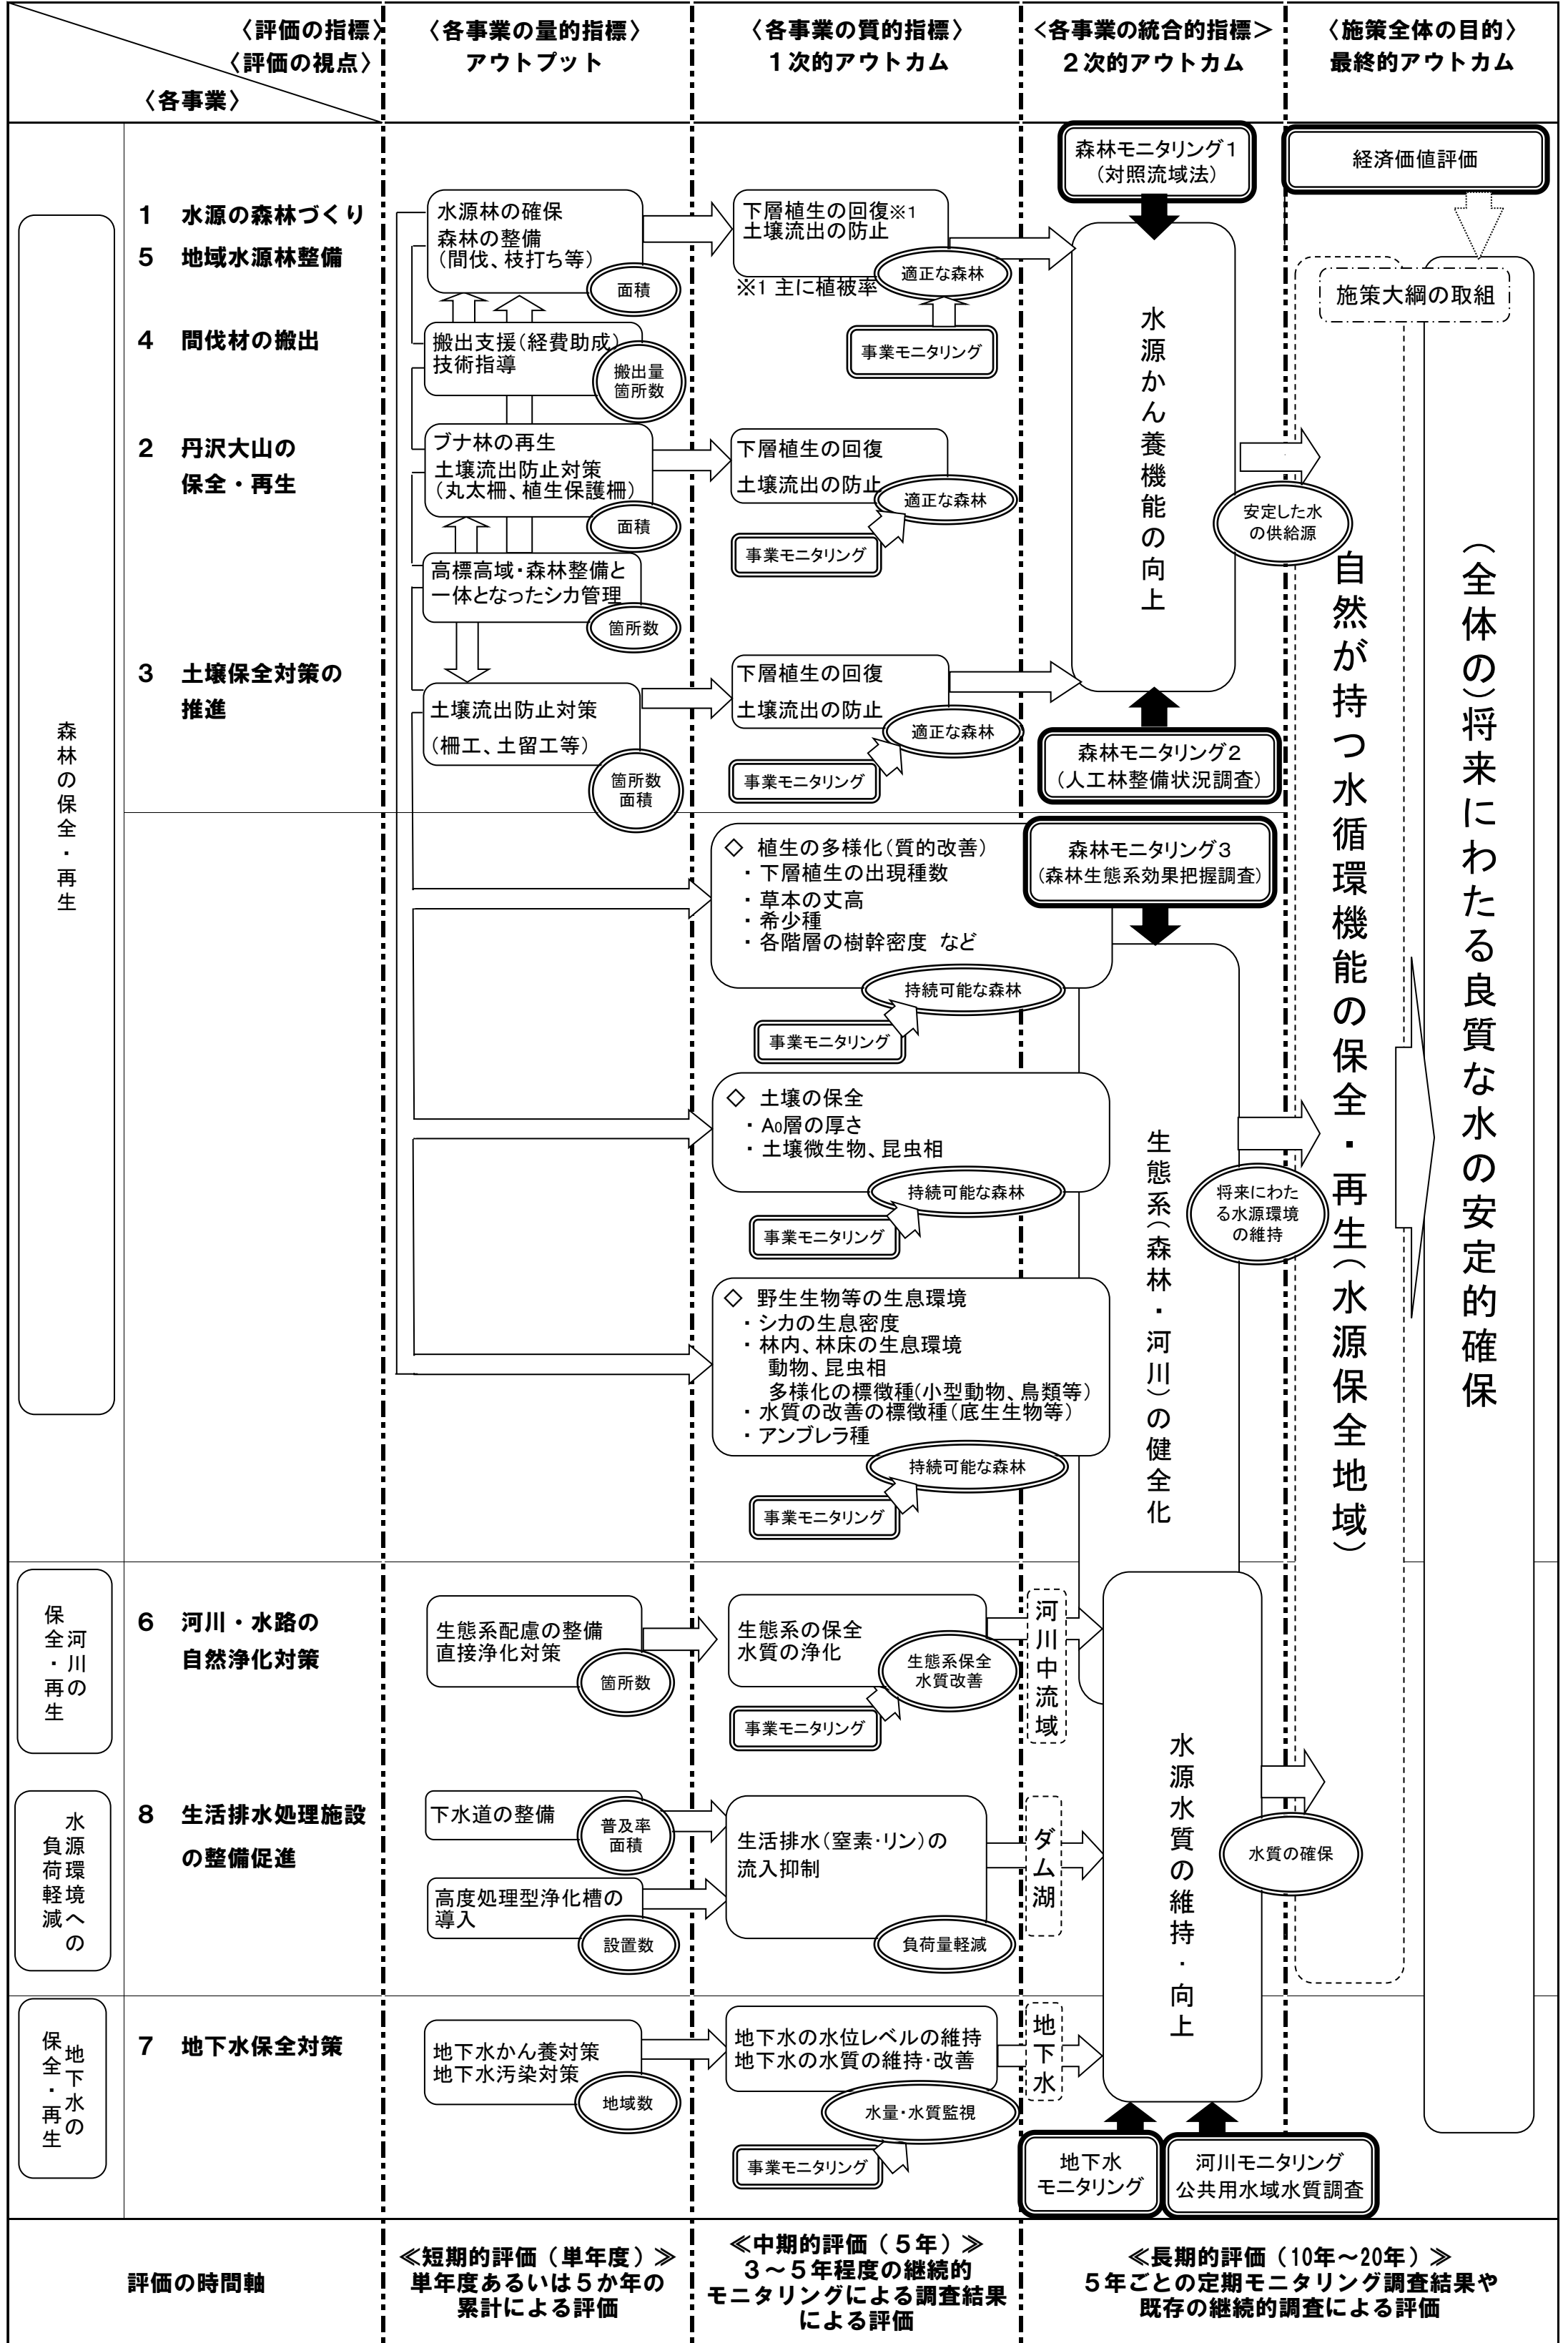 〈評価の指標〉
〈評価の視点〉
〈各事業〉
〈各事業の量的指標〉
アウトプット
〈各事業の質的指標〉
１次的アウトカム
<各事業の統合的指標>
２次的アウトカム
〈施策全体の目的〉
最終的アウトカム
森林の保全・再生
1 水源の森林づくり
5 地域水源林整備
水源林の確保
森林の整備
（間伐、枝打ち等）
面積
下層植生の回復※1
土壌流出の防止
適正な森林
※1 主に植被率
事業モニタリング
4 間伐材の搬出
搬出支援（経費助成）
技術指導
搬出量
箇所数
2 丹沢大山の
保全・再生
ブナ林の再生
土壌流出防止対策
（丸太柵、植生保護柵）
面積
下層植生の回復
土壌流出の防止
適正な森林
事業モニタリング
高標高域・森林整備と
一体となったシカ管理
箇所数
3 土壌保全対策の
推進
土壌流出防止対策
（柵工、土留工等）
箇所数
面積
下層植生の回復
土壌流出の防止
適正な森林
事業モニタリング
◇ 植生の多様化（質的改善）
・下層植生の出現種数
・草本の丈高
・希少種
・各階層の樹幹密度 など
持続可能な森林
事業モニタリング
◇ 土壌の保全
・A₀層の厚さ
・土壌微生物、昆虫相
持続可能な森林
事業モニタリング
◇ 野生生物等の生息環境
・シカの生息密度
・林内、林床の生息環境
動物、昆虫相
多様化の標徴種（小型動物、鳥類等）
・水質の改善の標徴種（底生生物等）
・アンブレラ種
持続可能な森林
事業モニタリング
森林モニタリング１
（対照流域法）
水源かん養機能の向上
安定した水
の供給源
森林モニタリング２
（人工林整備状況調査）
森林モニタリング３
（森林生態系効果把握調査）
生態系（森林・河川）の健全化
将来にわた
る水源環境
の維持
経済価値評価
施策大綱の取組
自然が持つ水循環機能の保全・再生（水源保全地域）
（全体の）将来にわたる良質な水の安定的確保
河川の
保全・再生
6 河川・水路の
自然浄化対策
生態系配慮の整備
直接浄化対策
箇所数
生態系の保全
水質の浄化
生態系保全
水質改善
事業モニタリング
河川中流域
水源環境への
負荷軽減
8 生活排水処理施設
の整備促進
下水道の整備
普及率
面積
高度処理型浄化槽の
導入
設置数
生活排水（窒素・リン）の
流入抑制
負荷量軽減
ダム湖
水源水質の維持・向上
水質の確保
地下水の
保全・再生
7 地下水保全対策
地下水かん養対策
地下水汚染対策
地域数
地下水の水位レベルの維持
地下水の水質の維持・改善
水量・水質監視
事業モニタリング
地下水
地下水
モニタリング
河川モニタリング
公共用水域水質調査
評価の時間軸
≪短期的評価（単年度）≫
単年度あるいは５か年の
累計による評価
≪中期的評価（５年）≫
３～５年程度の継続的
モニタリングによる調査結果
による評価
≪長期的評価（10年～20年）≫
５年ごとの定期モニタリング調査結果や
既存の継続的調査による評価